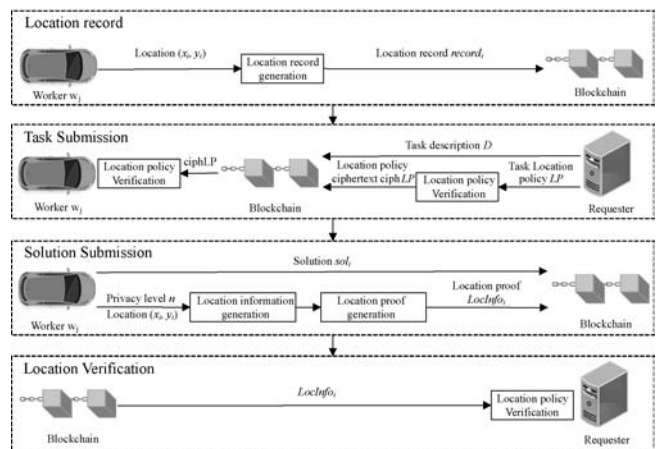 Location record
Location (xᵢ, yᵢ)
Location record generation
Location record recordᵢ
Worker wⱼ
Blockchain
Task Submission
Task description D
ciphLP
Location policy Verification
Location policy ciphertext ciphLP
Location policy Verification
Task Location policy LP
Worker wⱼ
Blockchain
Requester
Solution Submission
Solution solᵢ
Privacy level n
Location (xᵢ, yᵢ)
Location information generation
Location proof generation
Location proof LocInfoᵢ
Worker wⱼ
Blockchain
Location Verification
LocInfoᵢ
Location policy Verification
Blockchain
Requester